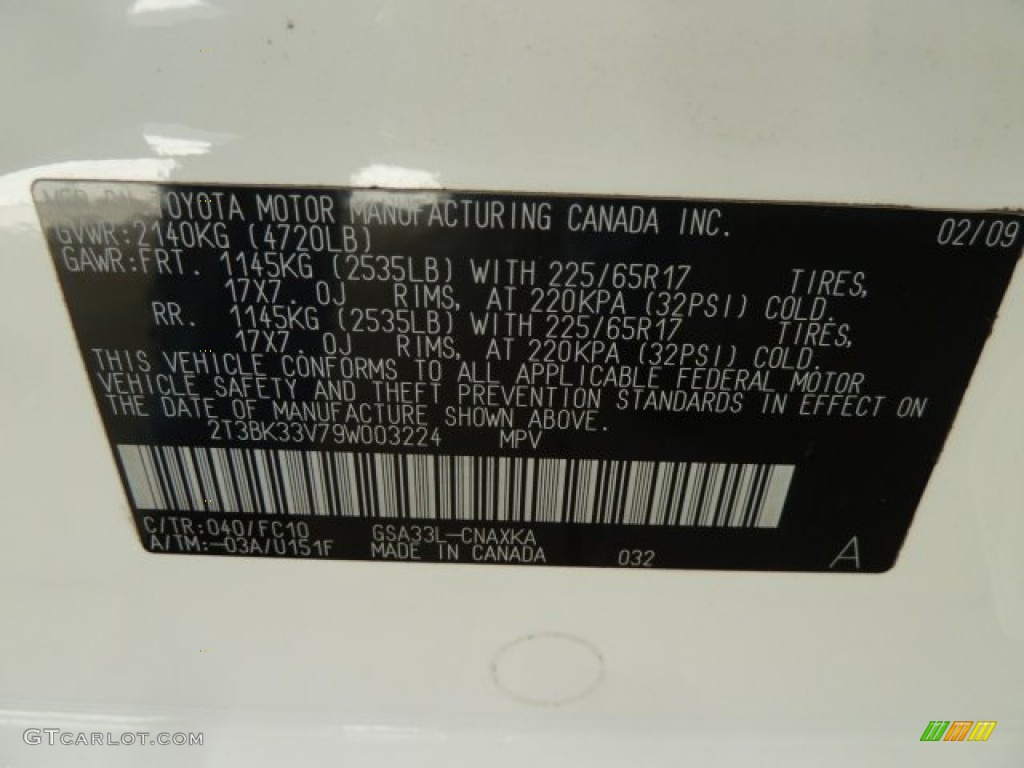 MFD BY TOYOTA MOTOR MANUFACTURING CANADA INC. 02/09
GVWR:2140KG (4720LB)
GAWR:FRT. 1145KG (2535LB) WITH 225/65R17 TIRES,
17X7. 0J RIMS, AT 220KPA (32PSI) COLD.
RR. 1145KG (2535LB) WITH 225/65R17 TIRES,
17X7. 0J RIMS, AT 220KPA (32PSI) COLD.
THIS VEHICLE CONFORMS TO ALL APPLICABLE FEDERAL MOTOR
VEHICLE SAFETY AND THEFT PREVENTION STANDARDS IN EFFECT ON
THE DATE OF MANUFACTURE SHOWN ABOVE.
2T3BK33V79W003224 MPV
C/TR:040/FC10 GSA33L-CNAXKA
A/TM:-03A/U151F MADE IN CANADA 032 A
GTCARLOT.COM